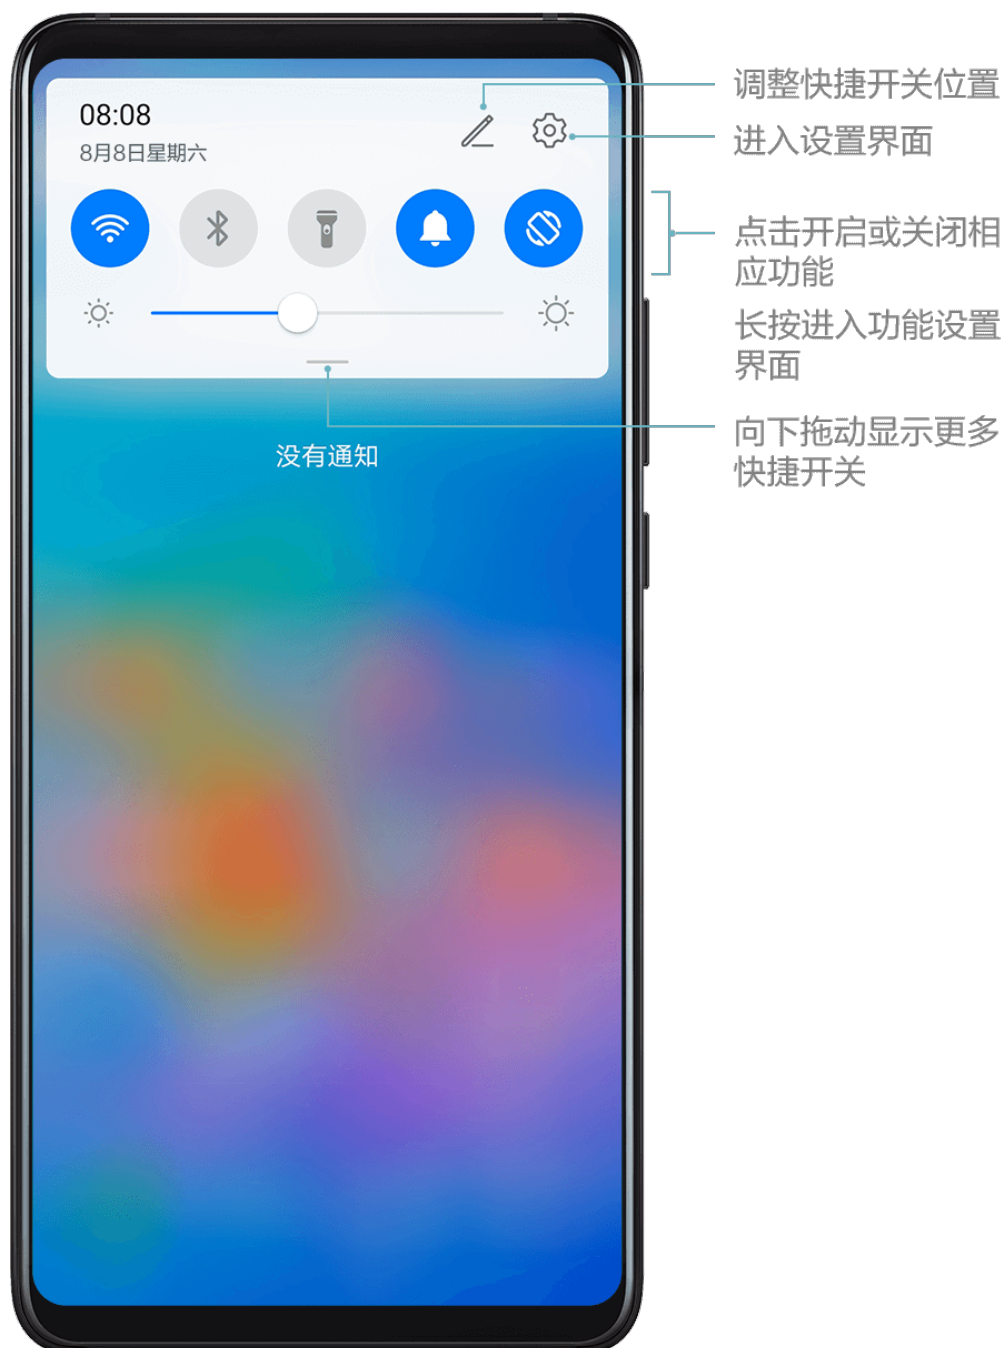 08:08
8月8日星期六
没有通知
调整快捷开关位置
进入设置界面
点击开启或关闭相
应功能
长按进入功能设置
界面
向下拖动显示更多
快捷开关